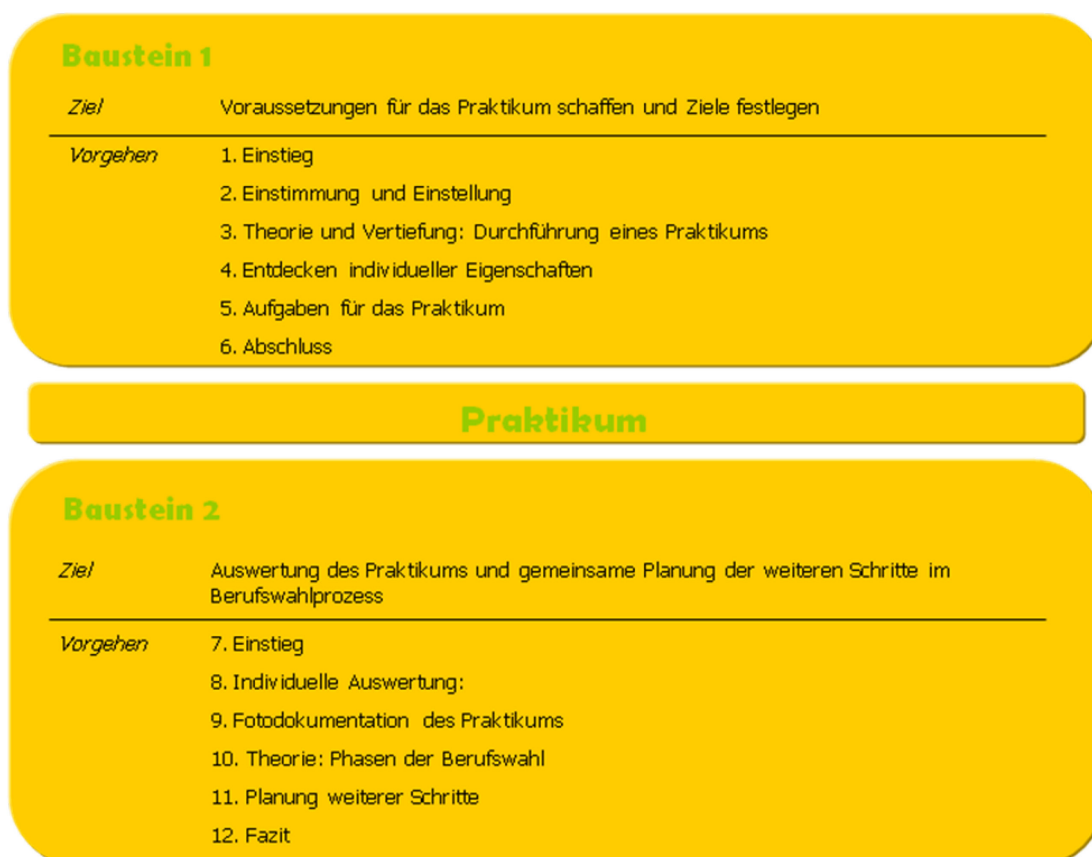 Baustein 1
Ziel Voraussetzungen für das Praktikum schaffen und Ziele festlegen
Vorgehen 1. Einstieg
2. Einstimmung und Einstellung
3. Theorie und Vertiefung: Durchführung eines Praktikums
4. Entdecken individueller Eigenschaften
5. Aufgaben für das Praktikum
6. Abschluss
Praktikum
Baustein 2
Ziel Auswertung des Praktikums und gemeinsame Planung der weiteren Schritte im
Berufswahlprozess
Vorgehen 7. Einstieg
8. Individuelle Auswertung:
9. Fotodokumentation des Praktikums
10. Theorie: Phasen der Berufswahl
11. Planung weiterer Schritte
12. Fazit